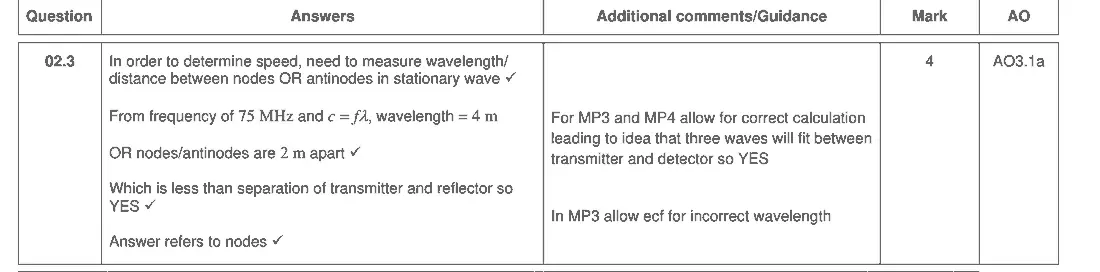 Question Answers Additional comments/Guidance Mark AO
02.3 In order to determine speed, need to measure wavelength/ 4 AO3.1a
distance between nodes OR antinodes in stationary wave ✓
From frequency of 75 MHz and c = fλ, wavelength = 4 m
OR nodes/antinodes are 2 m apart ✓
Which is less than separation of transmitter and reflector so
YES ✓
Answer refers to nodes ✓
For MP3 and MP4 allow for correct calculation
leading to idea that three waves will fit between
transmitter and detector so YES
In MP3 allow ecf for incorrect wavelength